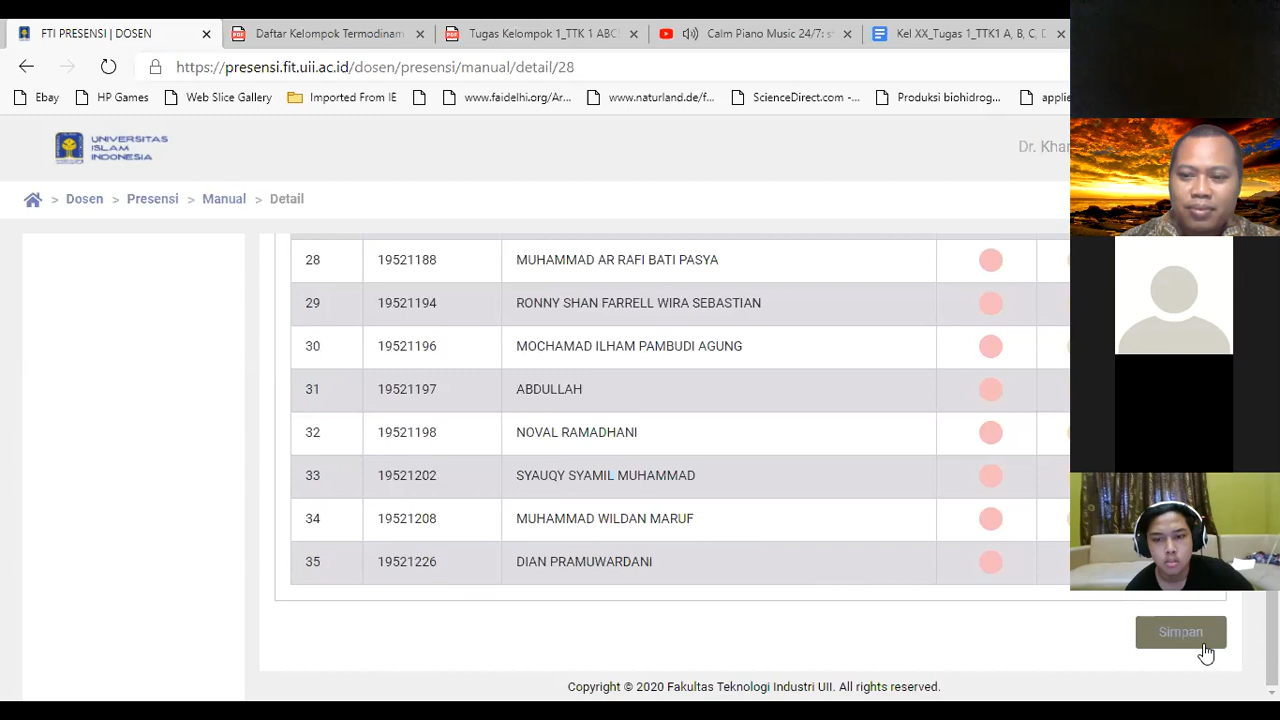 FTI PRESENSI | DOSEN
Daftar Kelompok Termodinam
Tugas Kelompok 1_TTK 1 ABC
Calm Piano Music 24/7: s
Kel XX_Tugas 1_TTK1 A, B, C, D
https://presensi.fit.uii.ac.id/dosen/presensi/manual/detail/28
Ebay
HP Games
Web Slice Gallery
Imported From IE
www.faidelhi.org/Ar...
www.naturland.de/f...
ScienceDirect.com -...
Produksi biohidrog...
applie
UNIVERSITAS
ISLAM
INDONESIA
Dr. Khar
> Dosen > Presensi > Manual > Detail
28 19521188 MUHAMMAD AR RAFI BATI PASYA
29 19521194 RONNY SHAN FARRELL WIRA SEBASTIAN
30 19521196 MOCHAMAD ILHAM PAMBUDI AGUNG
31 19521197 ABDULLAH
32 19521198 NOVAL RAMADHANI
33 19521202 SYAUQY SYAMIL MUHAMMAD
34 19521208 MUHAMMAD WILDAN MARUF
35 19521226 DIAN PRAMUWARDANI
Simpan
Copyright © 2020 Fakultas Teknologi Industri UII. All rights reserved.